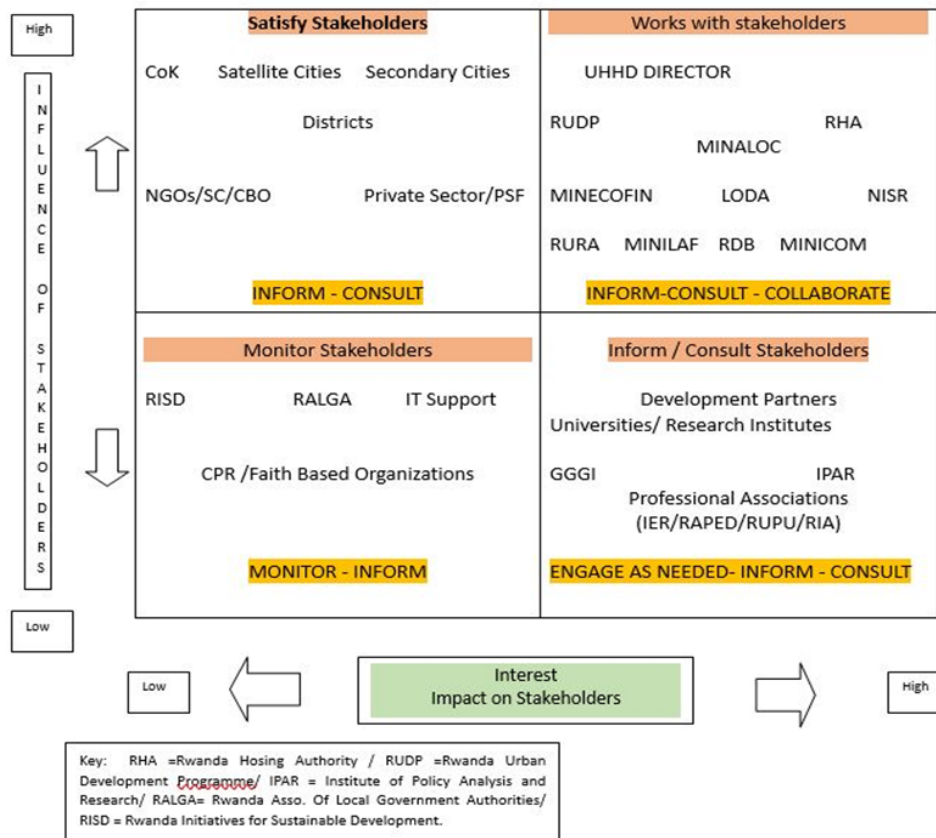 High
INFLUENCE OF STAKEHOLDERS
Low
Satisfy Stakeholders
CoK Satellite Cities Secondary Cities
Districts
NGOs/SC/CBO Private Sector/PSF
INFORM - CONSULT
Works with stakeholders
UHHD DIRECTOR
RUDP RHA
MINALOC
MINECOFIN LODA NISR
RURA MINILAF RDB MINICOM
INFORM-CONSULT - COLLABORATE
Monitor Stakeholders
RISD RALGA IT Support
CPR /Faith Based Organizations
MONITOR - INFORM
Inform / Consult Stakeholders
Development Partners
Universities/ Research Institutes
GGGI IPAR
Professional Associations
(IER/RAPED/RUPU/RIA)
ENGAGE AS NEEDED- INFORM - CONSULT
Low
Interest
Impact on Stakeholders
High
Key: RHA =Rwanda Hosing Authority / RUDP =Rwanda Urban
Development Programme/ IPAR = Institute of Policy Analysis and
Research/ RALGA= Rwanda Asso. Of Local Government Authorities/
RISD = Rwanda Initiatives for Sustainable Development.